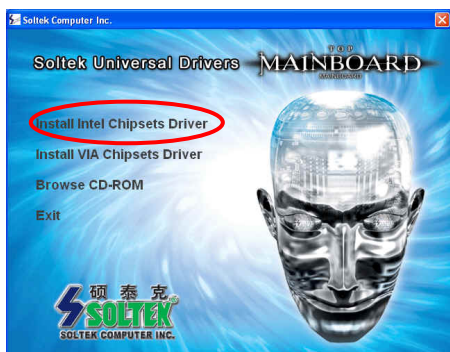 Soltek Computer Inc.
Soltek Universal Drivers
TOP
MAINBOARD
MAINBOARD
Install Intel Chipsets Driver
Install VIA Chipsets Driver
Browse CD-ROM
Exit
硕泰克
SOLTEK
SOLTEK COMPUTER INC.